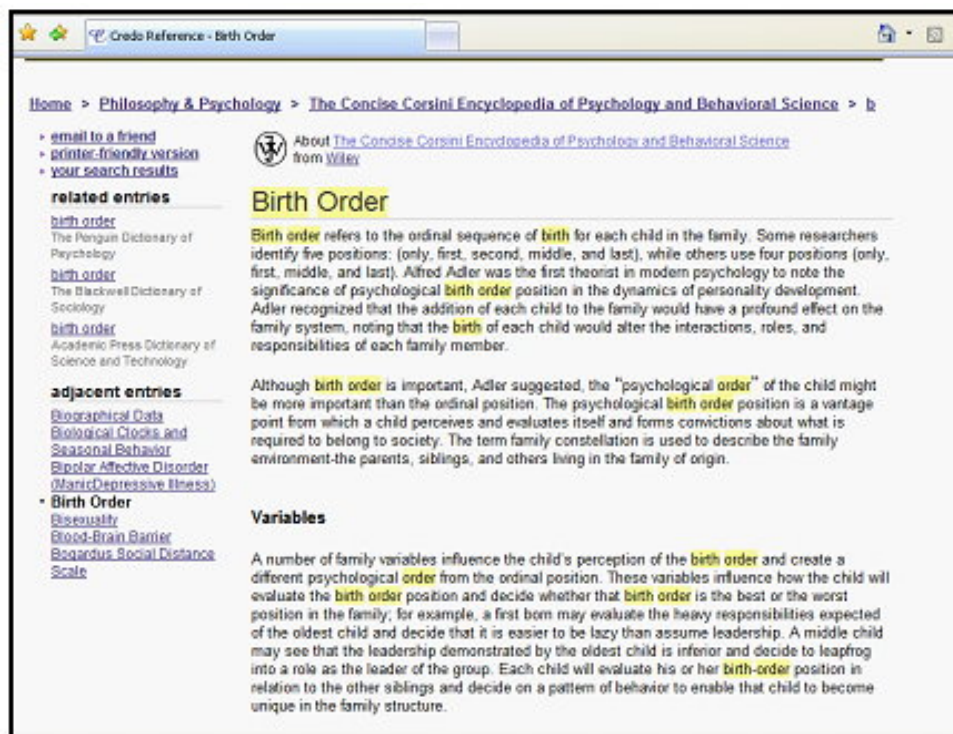 Credo Reference - Birth Order
Home > Philosophy & Psychology > The Concise Corsini Encyclopedia of Psychology and Behavioral Science > b
email to a friend
printer-friendly version
your search results
related entries
birth order
The Penguin Dictionary of
Psychology
birth order
The Blackwell Dictionary of
Sociology
birth order
Academic Press Dictionary of
Science and Technology
adjacent entries
Biographical Data
Biological Clocks and
Seasonal Behavior
Bipolar Affective Disorder
(ManicDepressive Illness)
Birth Order
Bisexuality
Blood-Brain Barrier
Bogardus Social Distance
Scale
About The Concise Corsini Encyclopedia of Psychology and Behavioral Science
from Wiley
Birth Order
Birth order refers to the ordinal sequence of birth for each child in the family. Some researchers
identify five positions: (only, first, second, middle, and last), while others use four positions (only,
first, middle, and last). Alfred Adler was the first theorist in modern psychology to note the
significance of psychological birth order position in the dynamics of personality development.
Adler recognized that the addition of each child to the family would have a profound effect on the
family system, noting that the birth of each child would alter the interactions, roles, and
responsibilities of each family member.
Although birth order is important, Adler suggested, the "psychological order" of the child might
be more important than the ordinal position. The psychological birth order position is a vantage
point from which a child perceives and evaluates itself and forms convictions about what is
required to belong to society. The term family constellation is used to describe the family
environment-the parents, siblings, and others living in the family of origin.
Variables
A number of family variables influence the child's perception of the birth order and create a
different psychological order from the ordinal position. These variables influence how the child will
evaluate the birth order position and decide whether that birth order is the best or the worst
position in the family; for example, a first born may evaluate the heavy responsibilities expected
of the oldest child and decide that it is easier to be lazy than assume leadership. A middle child
may see that the leadership demonstrated by the oldest child is inferior and decide to leapfrog
into a role as the leader of the group. Each child will evaluate his or her birth-order position in
relation to the other siblings and decide on a pattern of behavior to enable that child to become
unique in the family structure.